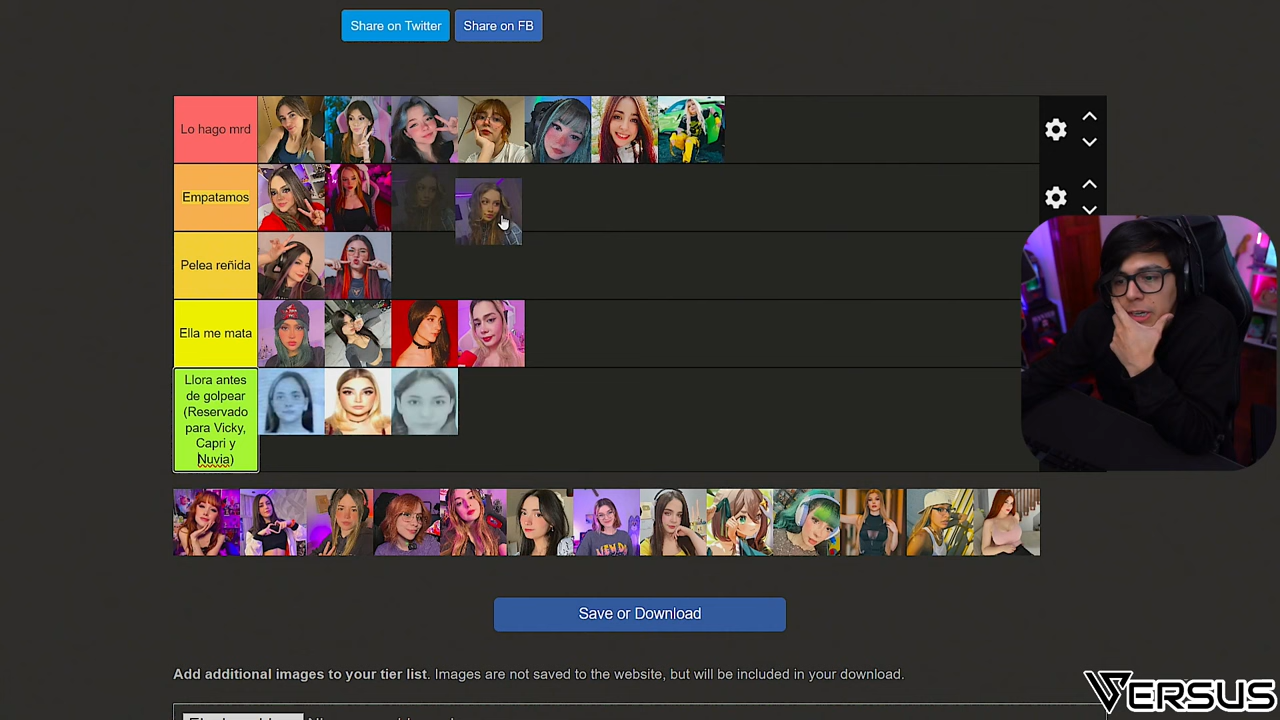 Share on Twitter
Share on FB
Lo hago mrd
Empatamos
Pelea reñida
Ella me mata
Llora antes
de golpear
(Reservado
para Vicky,
Capri y
Nuvia)
Save or Download
Add additional images to your tier list. Images are not saved to the website, but will be included in your download.
VERSUS